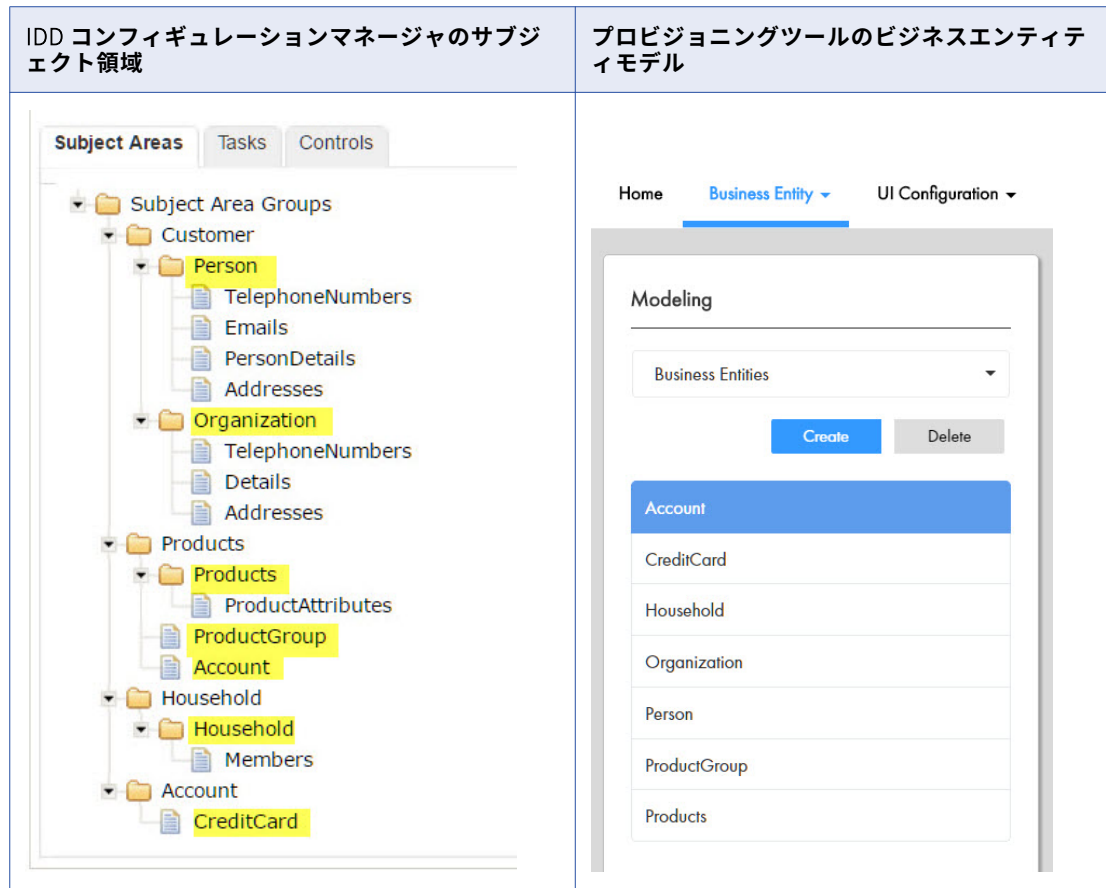 IDD コンフィギュレーションマネージャのサブジ
ェクト領域
プロビジョニングツールのビジネスエンティテ
ィモデル
Subject Areas Tasks Controls
Subject Area Groups
Customer
Person
TelephoneNumbers
Emails
PersonDetails
Addresses
Organization
TelephoneNumbers
Details
Addresses
Products
Products
ProductAttributes
ProductGroup
Account
Household
Household
Members
Account
CreditCard
Home Business Entity UI Configuration
Modeling
Business Entities
Create Delete
Account
CreditCard
Household
Organization
Person
ProductGroup
Products